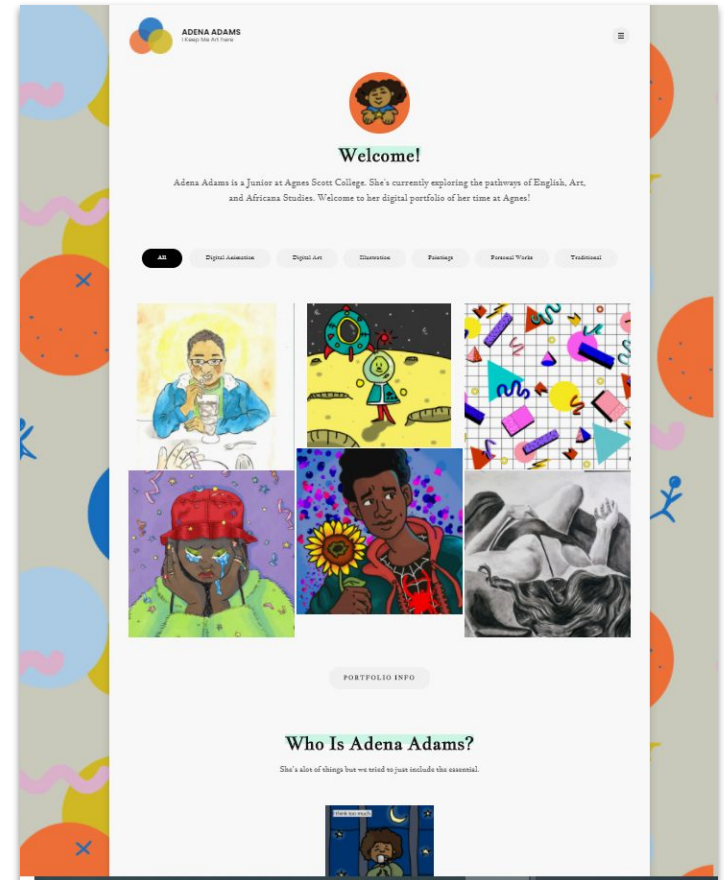 ADENA ADAMS
I Keep Me Art here
Welcome!
Adena Adams is a Junior at Agnes Scott College. She's currently exploring the pathways of English, Art,
and Africana Studies. Welcome to her digital portfolio of her time at Agnes!
All
Digital Animation
Digital Art
Illustration
Paintings
Personal Works
Traditional
PORTFOLIO INFO
Who Is Adena Adams?
She's alot of things but we tried to just include the essential.
I think too much